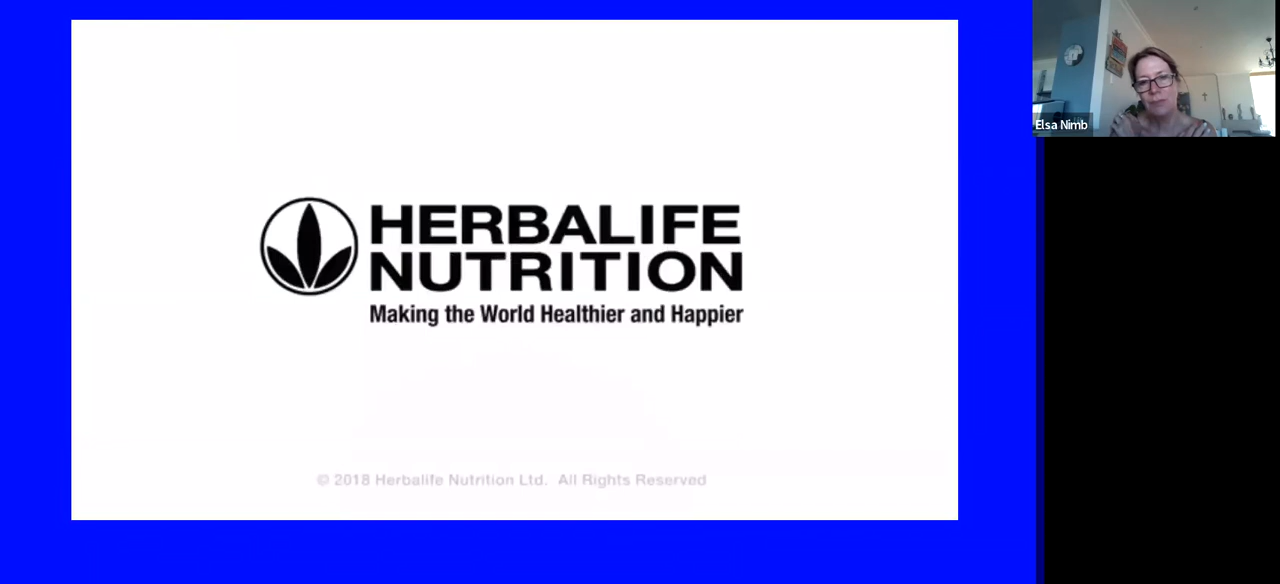 HERBALIFE
NUTRITION
Making the World Healthier and Happier
© 2018 Herbalife Nutrition Ltd. All Rights Reserved
Elsa Nimb